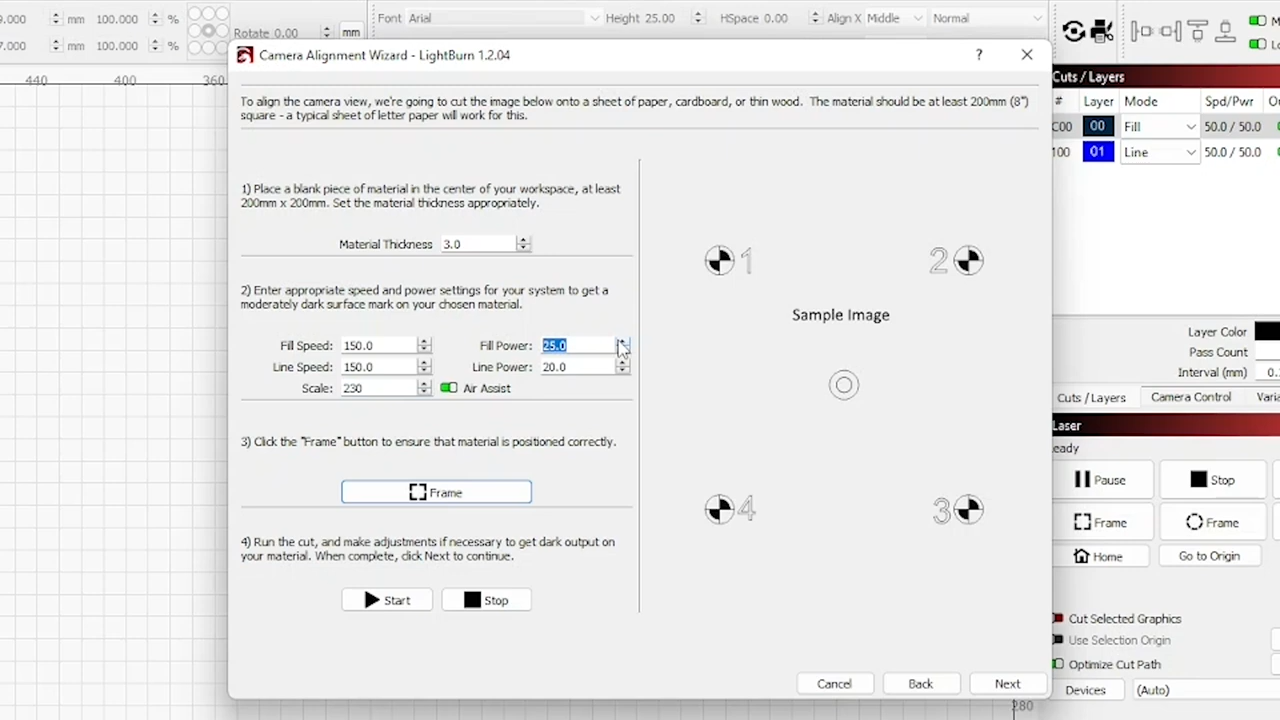 9.000 mm 100.000 % Rotate 0.00 mm Font Arial Height 25.00 HSpace 0.00 Align X Middle Normal
7.000 mm 100.000 %
440 400 360
Camera Alignment Wizard - LightBurn 1.2.04 ?
To align the camera view, we're going to cut the image below onto a sheet of paper, cardboard, or thin wood. The material should be at least 200mm (8")
square - a typical sheet of letter paper will work for this.
1) Place a blank piece of material in the center of your workspace, at least
200mm x 200mm. Set the material thickness appropriately.
Material Thickness 3.0
2) Enter appropriate speed and power settings for your system to get a
moderately dark surface mark on your chosen material.
Fill Speed: 150.0 Fill Power: 25.0
Line Speed: 150.0 Line Power: 20.0
Scale: 230 Air Assist
3) Click the "Frame" button to ensure that material is positioned correctly.
Frame
4) Run the cut, and make adjustments if necessary to get dark output on
your material. When complete, click Next to continue.
Start Stop
1 2
Sample Image
4 3
Cancel Back Next
Cuts / Layers
# Layer Mode Spd/Pwr
C00 00 Fill 50.0 / 50.0
100 01 Line 50.0 / 50.0
Layer Color
Pass Count
Interval (mm)
Cuts / Layers Camera Control
Laser
Pause Stop
Frame Frame
Home Go to Origin
Cut Selected Graphics
Use Selection Origin
Optimize Cut Path
Devices (Auto)
280